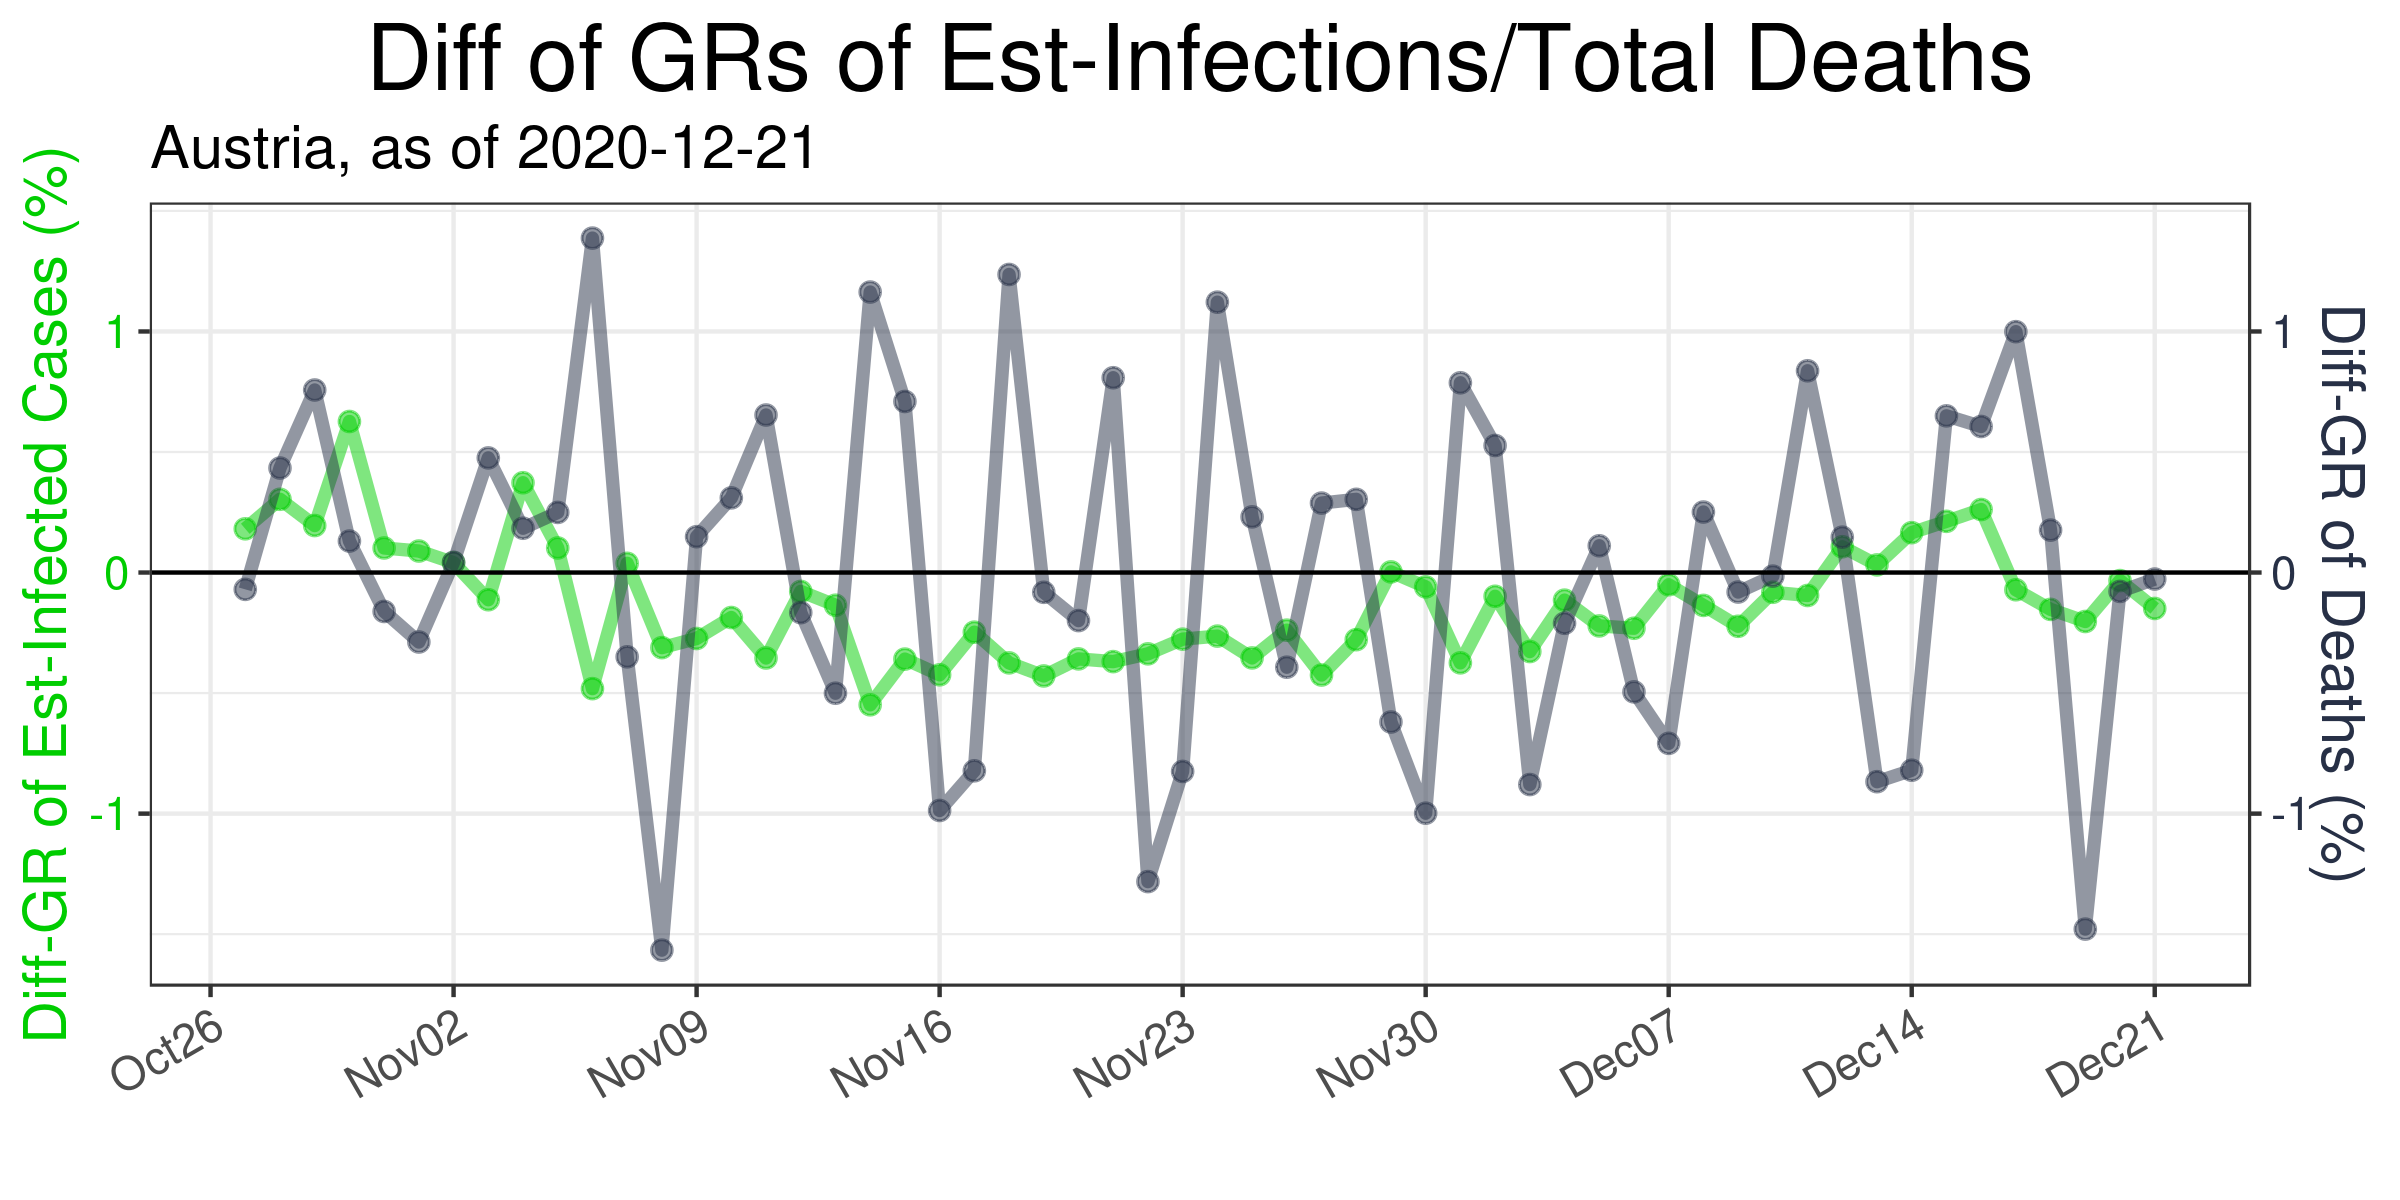 Diff of GRs of Est-Infections/Total Deaths
Austria, as of 2020-12-21
Diff-GR of Est-Infected Cases (%)
1
0
-1
1
0
-1
Diff-GR of Deaths (%)
Oct26
Nov02
Nov09
Nov16
Nov23
Nov30
Dec07
Dec14
Dec21